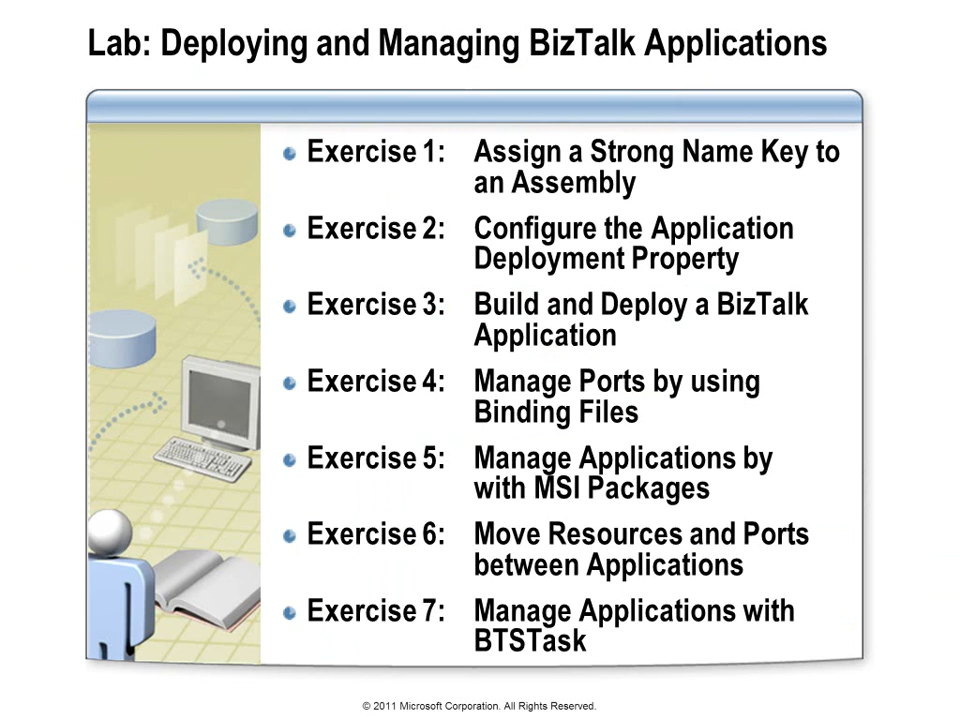 Lab: Deploying and Managing BizTalk Applications
Exercise 1: Assign a Strong Name Key to
an Assembly
Exercise 2: Configure the Application
Deployment Property
Exercise 3: Build and Deploy a BizTalk
Application
Exercise 4: Manage Ports by using
Binding Files
Exercise 5: Manage Applications by
with MSI Packages
Exercise 6: Move Resources and Ports
between Applications
Exercise 7: Manage Applications with
BTSTask
© 2011 Microsoft Corporation. All Rights Reserved.